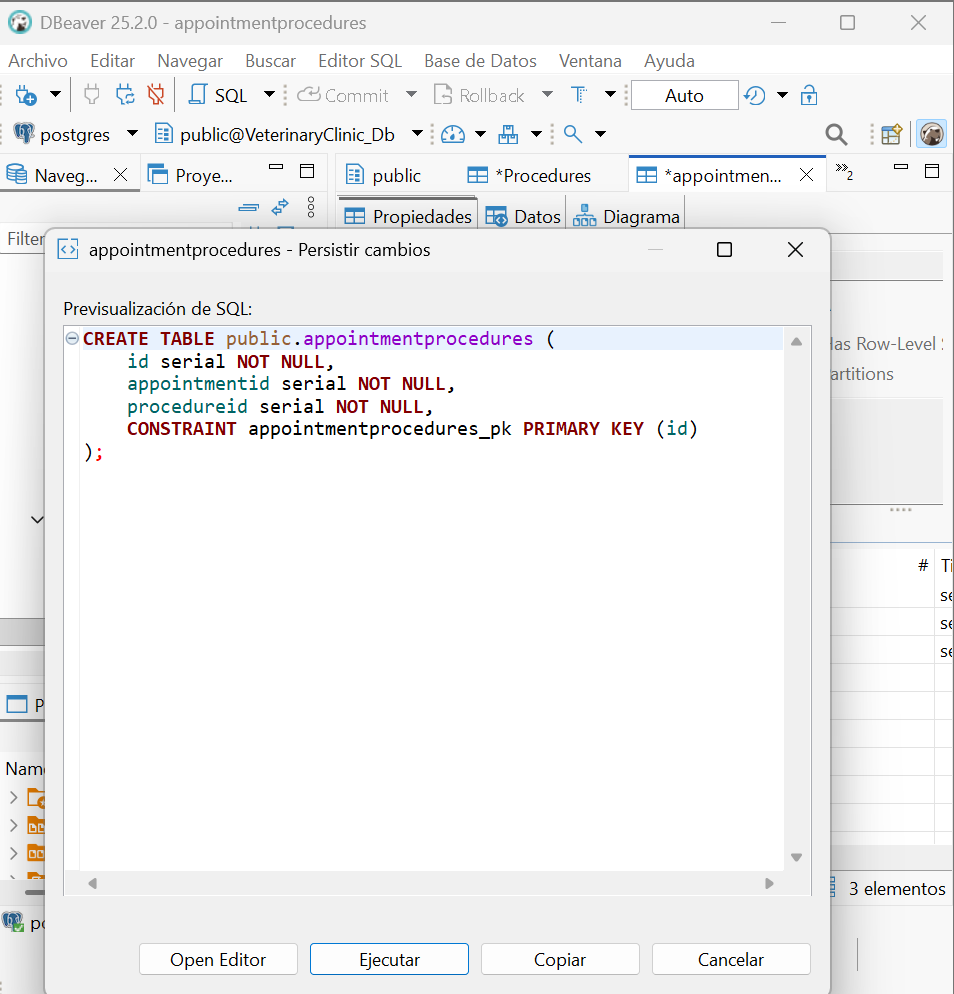 DBeaver 25.2.0 - appointmentprocedures
Archivo Editar Navegar Buscar Editor SQL Base de Datos Ventana Ayuda
SQL Commit Rollback Auto
postgres public@VeterinaryClinic_Db
Naveg... Proye... public *Procedures *appointmen... »2
Propiedades Datos Diagrama
Filter
appointmentprocedures - Persistir cambios
Previsualización de SQL:
CREATE TABLE public.appointmentprocedures (
id serial NOT NULL,
appointmentid serial NOT NULL,
procedureid serial NOT NULL,
CONSTRAINT appointmentprocedures_pk PRIMARY KEY (id)
);
Has Row-Level
artitions
# Ti
se
se
se
P
Name
3 elementos
po
Open Editor Ejecutar Copiar Cancelar